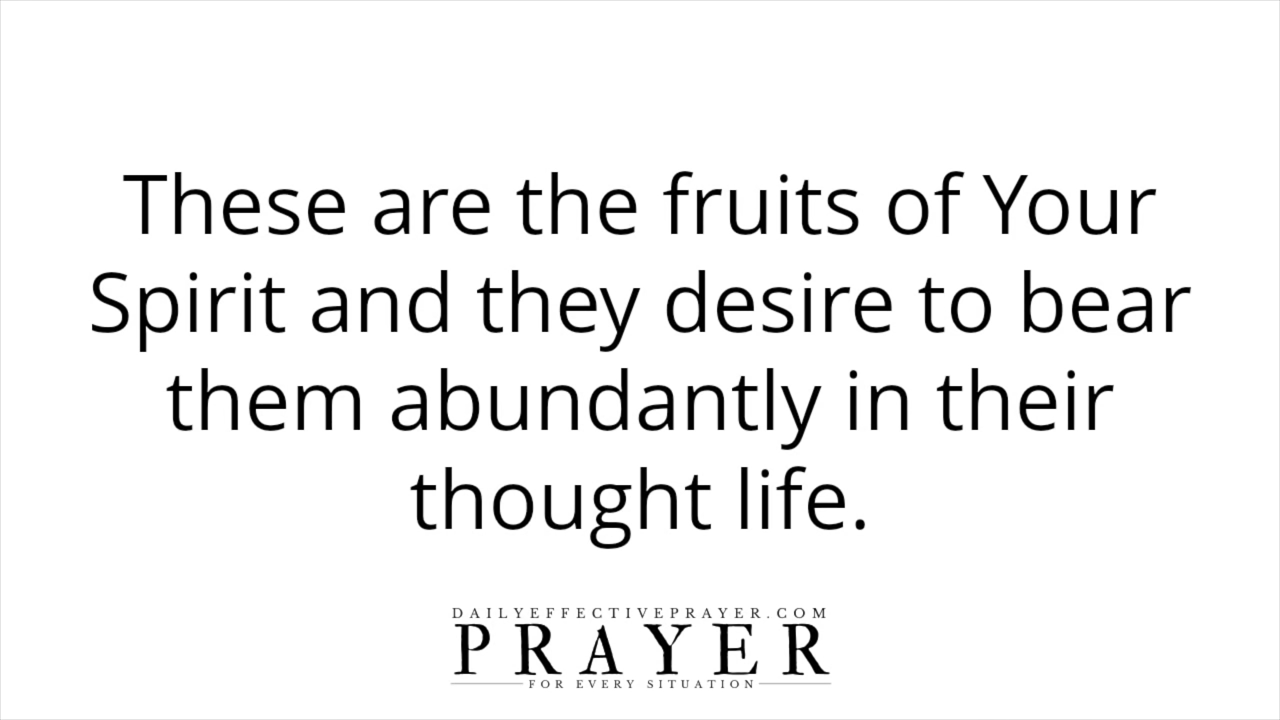 These are the fruits of Your
Spirit and they desire to bear
them abundantly in their
thought life.
DAILYEFFECTIVEPRAYER.COM
PRAYER
FOR EVERY SITUATION